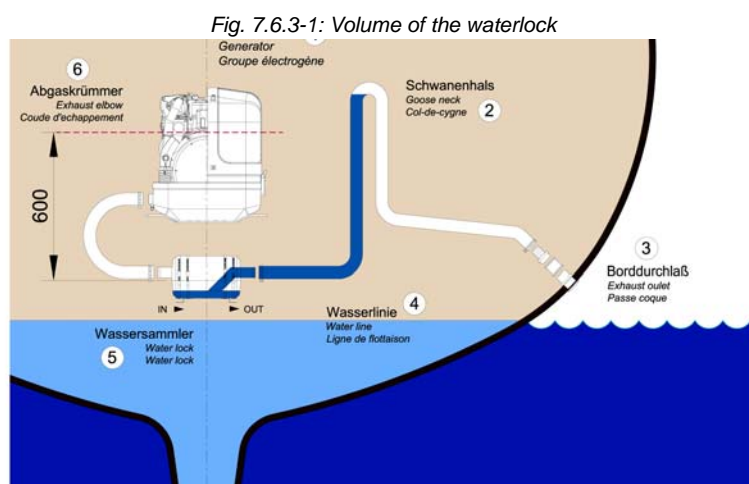 Fig. 7.6.3-1: Volume of the waterlock
Generator
Groupe électrogène
6
Abgaskrümmer
Exhaust elbow
Coude d'echappement
Schwanenhals
Goose neck
Col-de-cygne
2
600
3
Borddurchlaß
Exhaust oulet
Passe coque
IN
OUT
4
Wasserlinie
Water line
Ligne de flottaison
Wassersammler
5
Water lock
Water lock